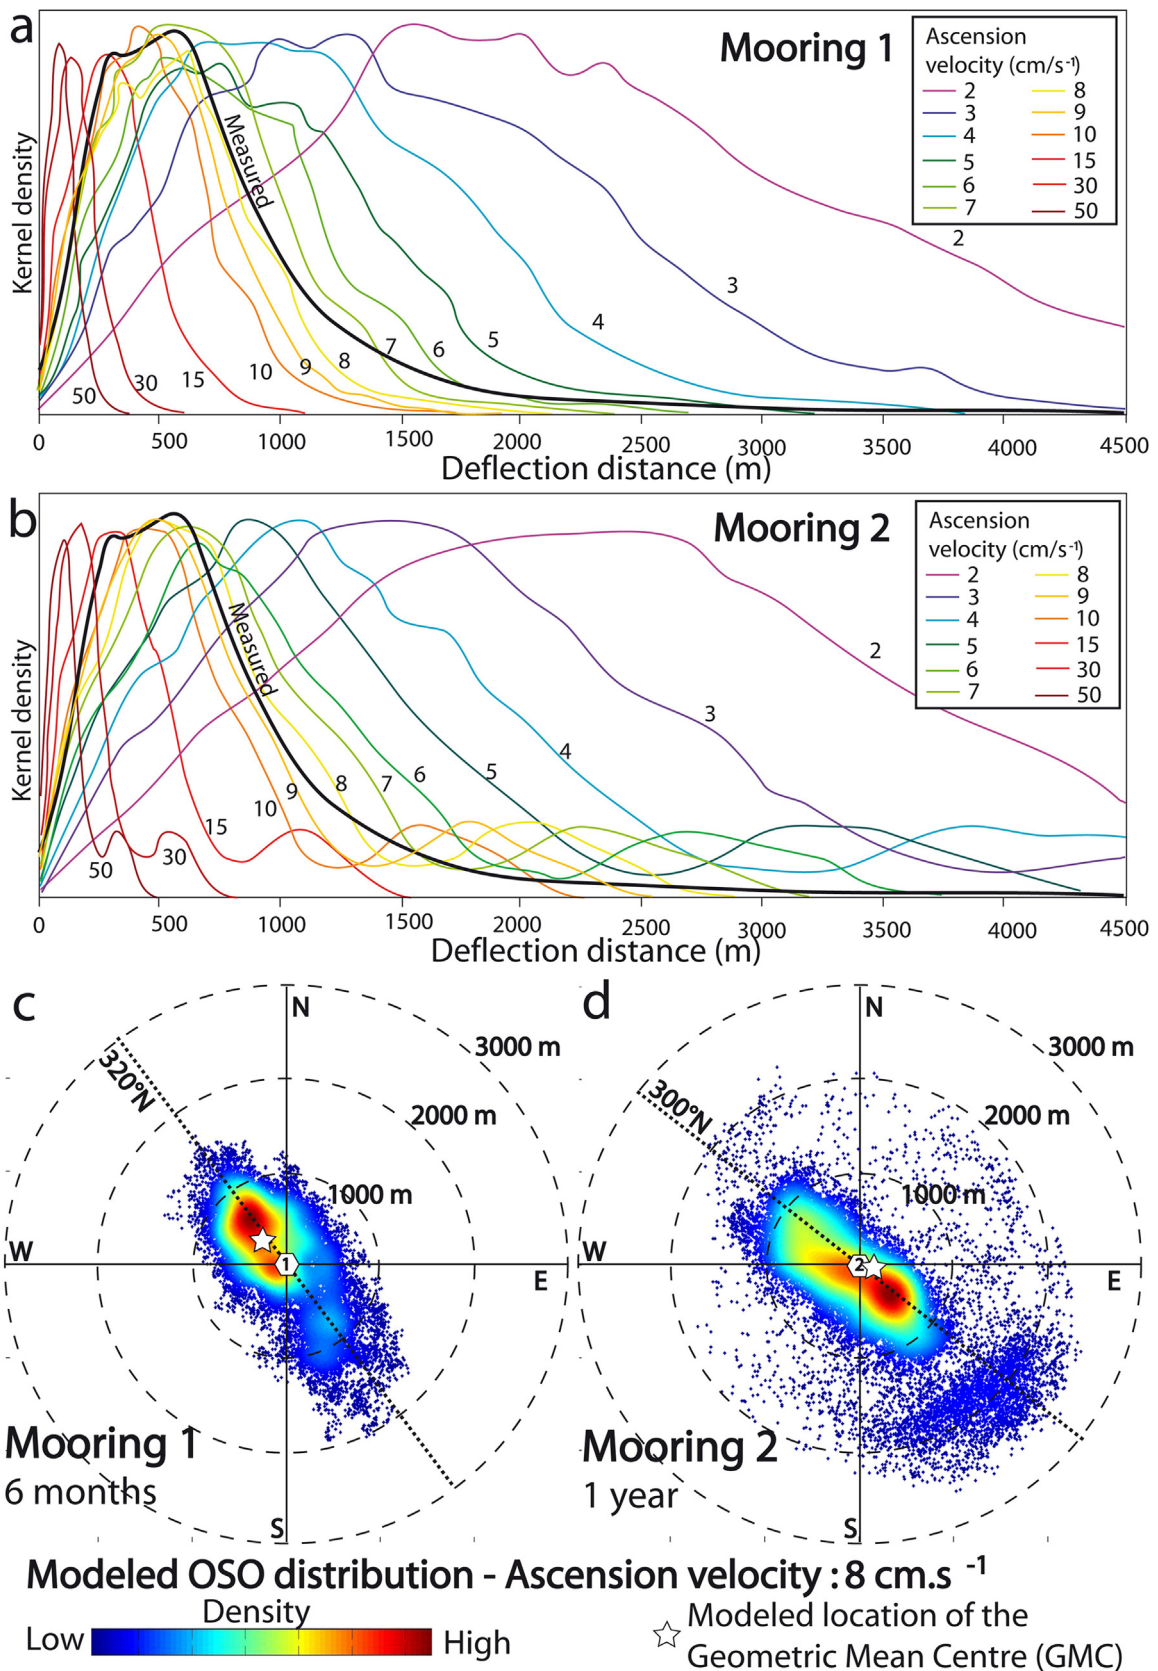 a
Mooring 1
Ascension
velocity (cm/s⁻¹)
2 8
3 9
4 10
5 15
6 30
7 50
Kernel density
Measured
2
3
4
5
6
7
8
9
10
15
30
50
0 500 1000 1500 2000 2500 3000 3500 4000 4500
Deflection distance (m)
b
Mooring 2
Ascension
velocity (cm/s⁻¹)
2 8
3 9
4 10
5 15
6 30
7 50
Kernel density
Measured
2
3
4
5
6
7
8
9
10
15
30
50
0 500 1000 1500 2000 2500 3000 3500 4000 4500
Deflection distance (m)
c
N
3000 m
320°N
2000 m
1000 m
W
1
E
Mooring 1
6 months
S
d
N
3000 m
300°N
2000 m
1000 m
W
2
E
Mooring 2
1 year
S
Modeled OSO distribution - Ascension velocity : 8 cm.s ⁻¹
Density
Low High
Modeled location of the
Geometric Mean Centre (GMC)